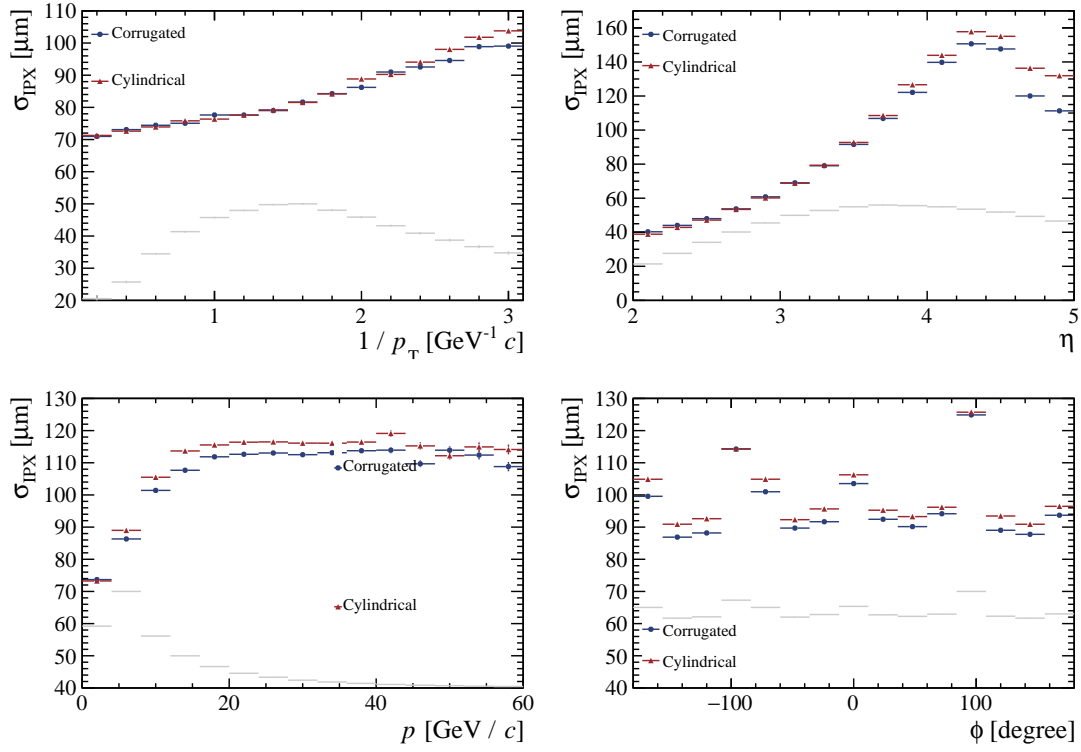 σIPX [μm]
110
100
90
80
70
60
50
40
30
20
Corrugated
Cylindrical
1 2 3
1 / pT [GeV-1 c]
σIPX [μm]
160
140
120
100
80
60
40
20
0
Corrugated
Cylindrical
2 3 4 5
η
σIPX [μm]
130
120
110
100
90
80
70
60
50
40
Corrugated
Cylindrical
0 20 40 60
p [GeV / c]
σIPX [μm]
130
120
110
100
90
80
70
60
50
40
Corrugated
Cylindrical
−100 0 100
ϕ [degree]